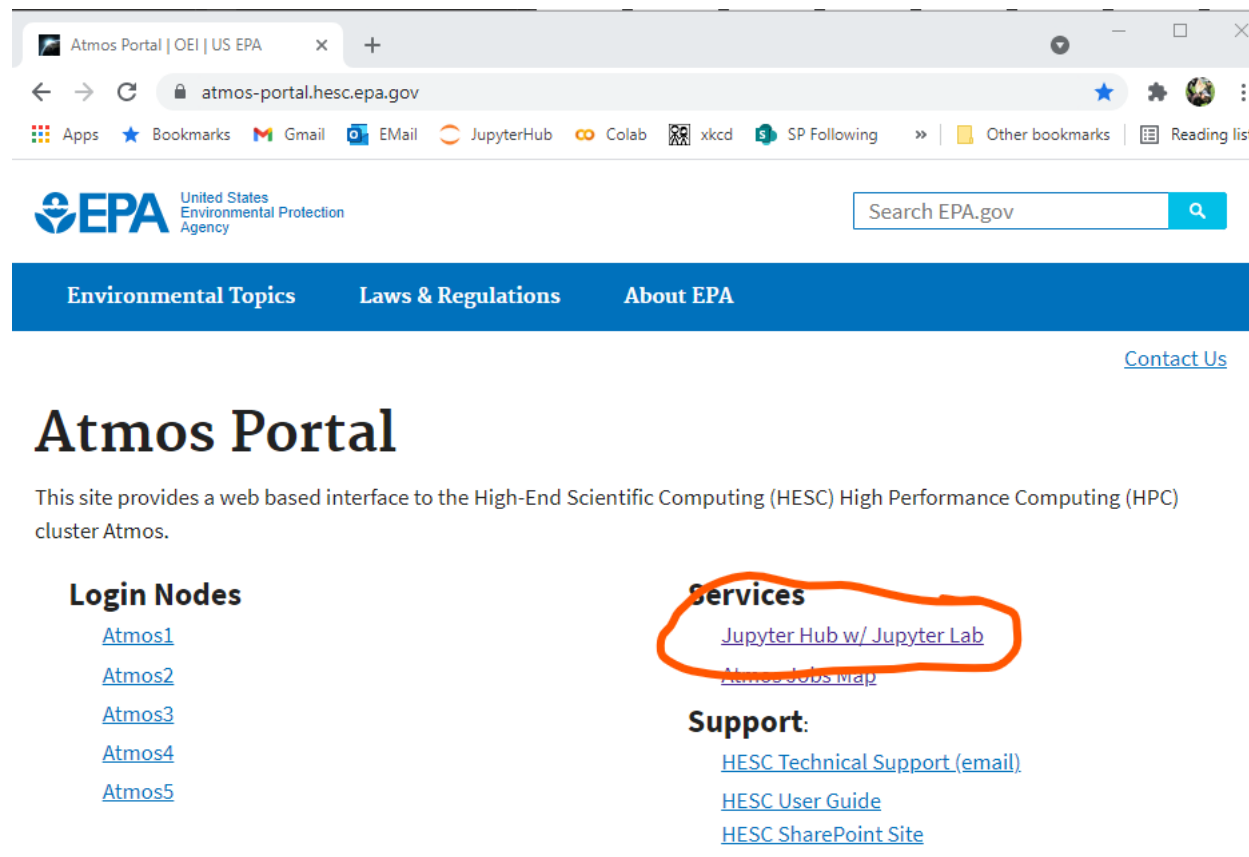 Atmos Portal | OEI | US EPA
atmos-portal.hesc.epa.gov
Apps Bookmarks Gmail EMail JupyterHub Colab xkcd SP Following » Other bookmarks Reading list
EPA
United States
Environmental Protection
Agency
Search EPA.gov
Environmental Topics Laws & Regulations About EPA
Contact Us
Atmos Portal
This site provides a web based interface to the High-End Scientific Computing (HESC) High Performance Computing (HPC)
cluster Atmos.
Login Nodes
Atmos1
Atmos2
Atmos3
Atmos4
Atmos5
Services
Jupyter Hub w/ Jupyter Lab
Atmos Jobs Map
Support:
HESC Technical Support (email)
HESC User Guide
HESC SharePoint Site